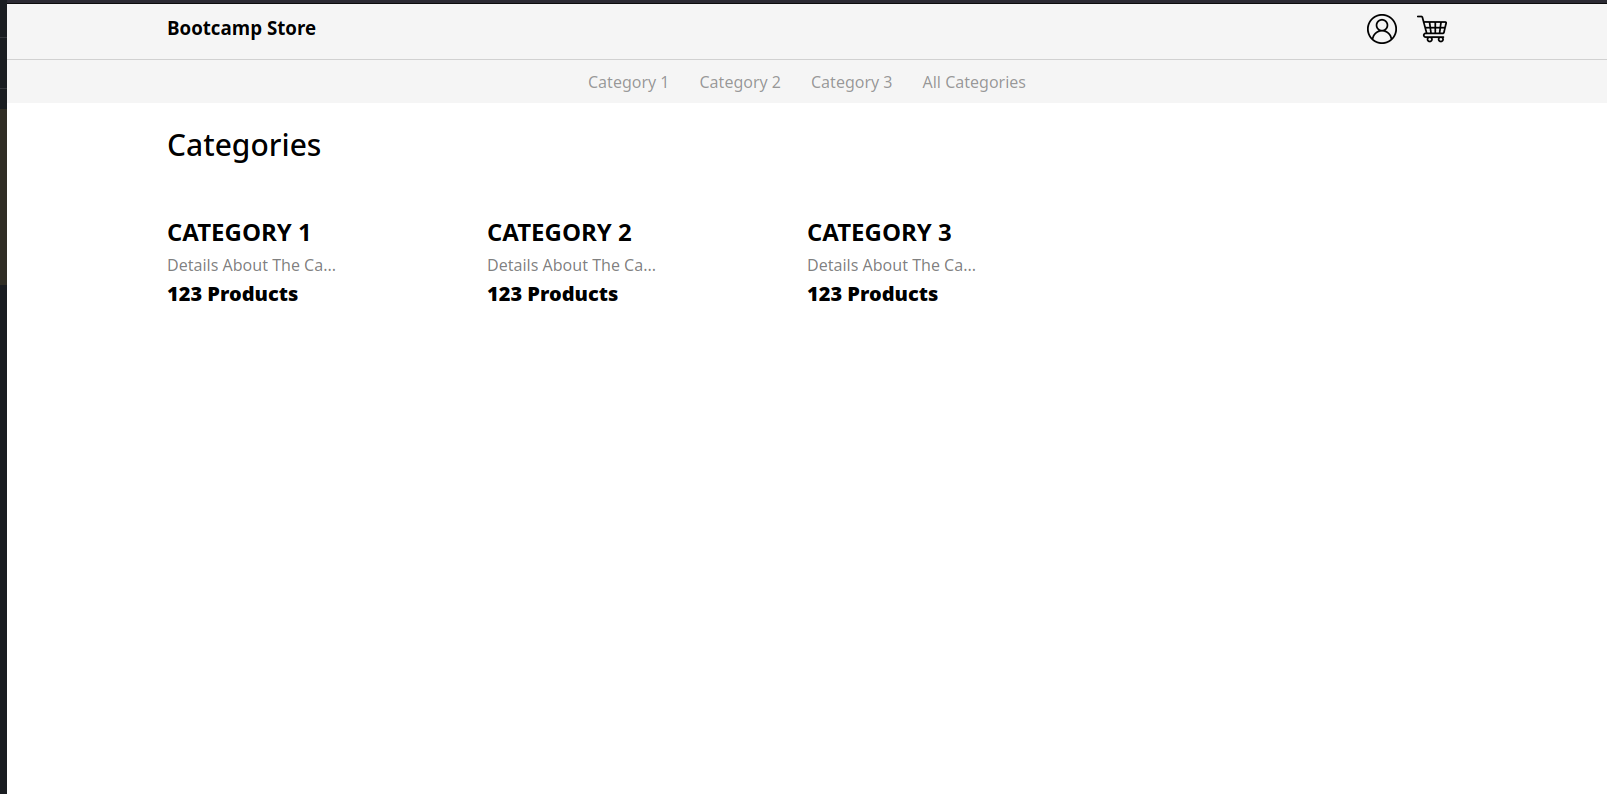 Bootcamp Store
Category 1 Category 2 Category 3 All Categories
Categories
CATEGORY 1 CATEGORY 2 CATEGORY 3
Details About The Ca... Details About The Ca... Details About The Ca...
123 Products 123 Products 123 Products